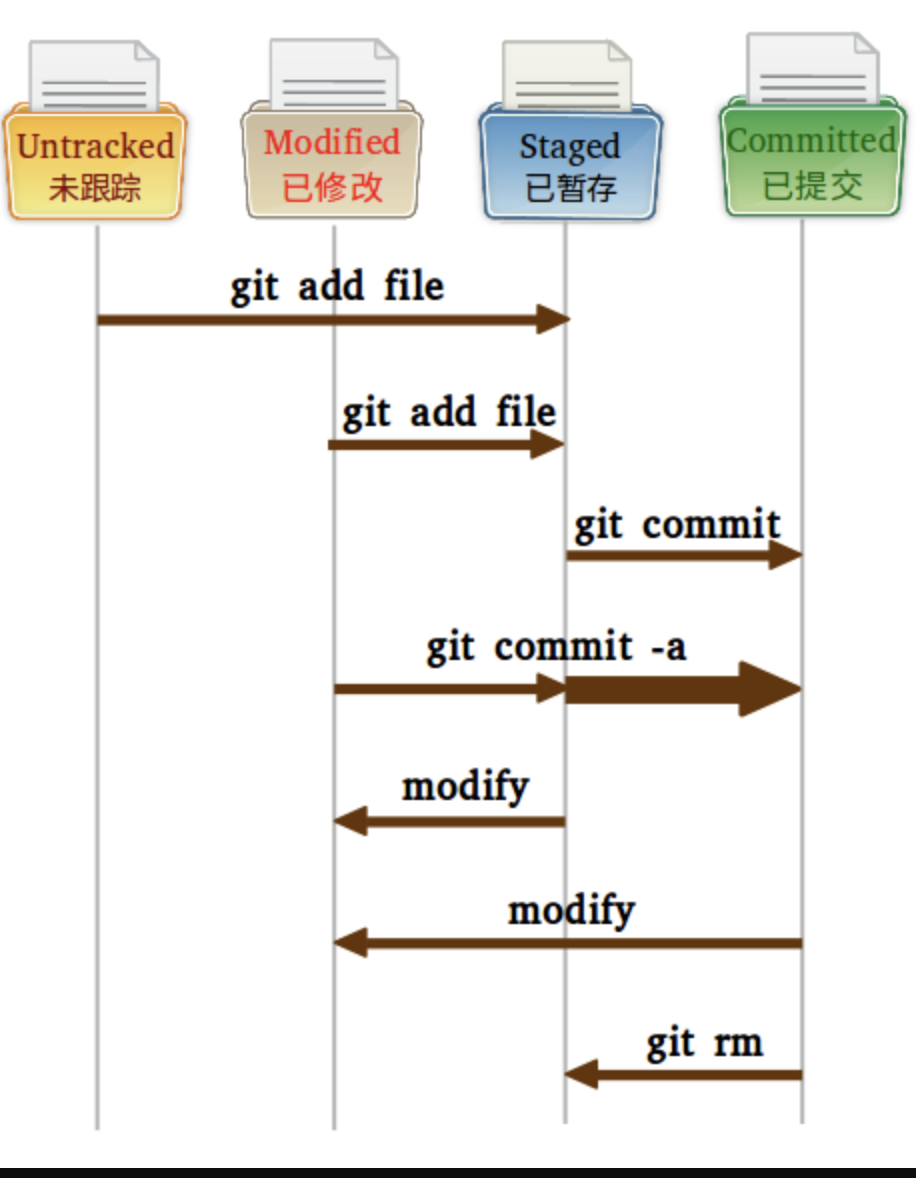 Untracked
未跟踪
Modified
已修改
Staged
已暂存
Committed
已提交
git add file
git add file
git commit
git commit -a
modify
modify
git rm